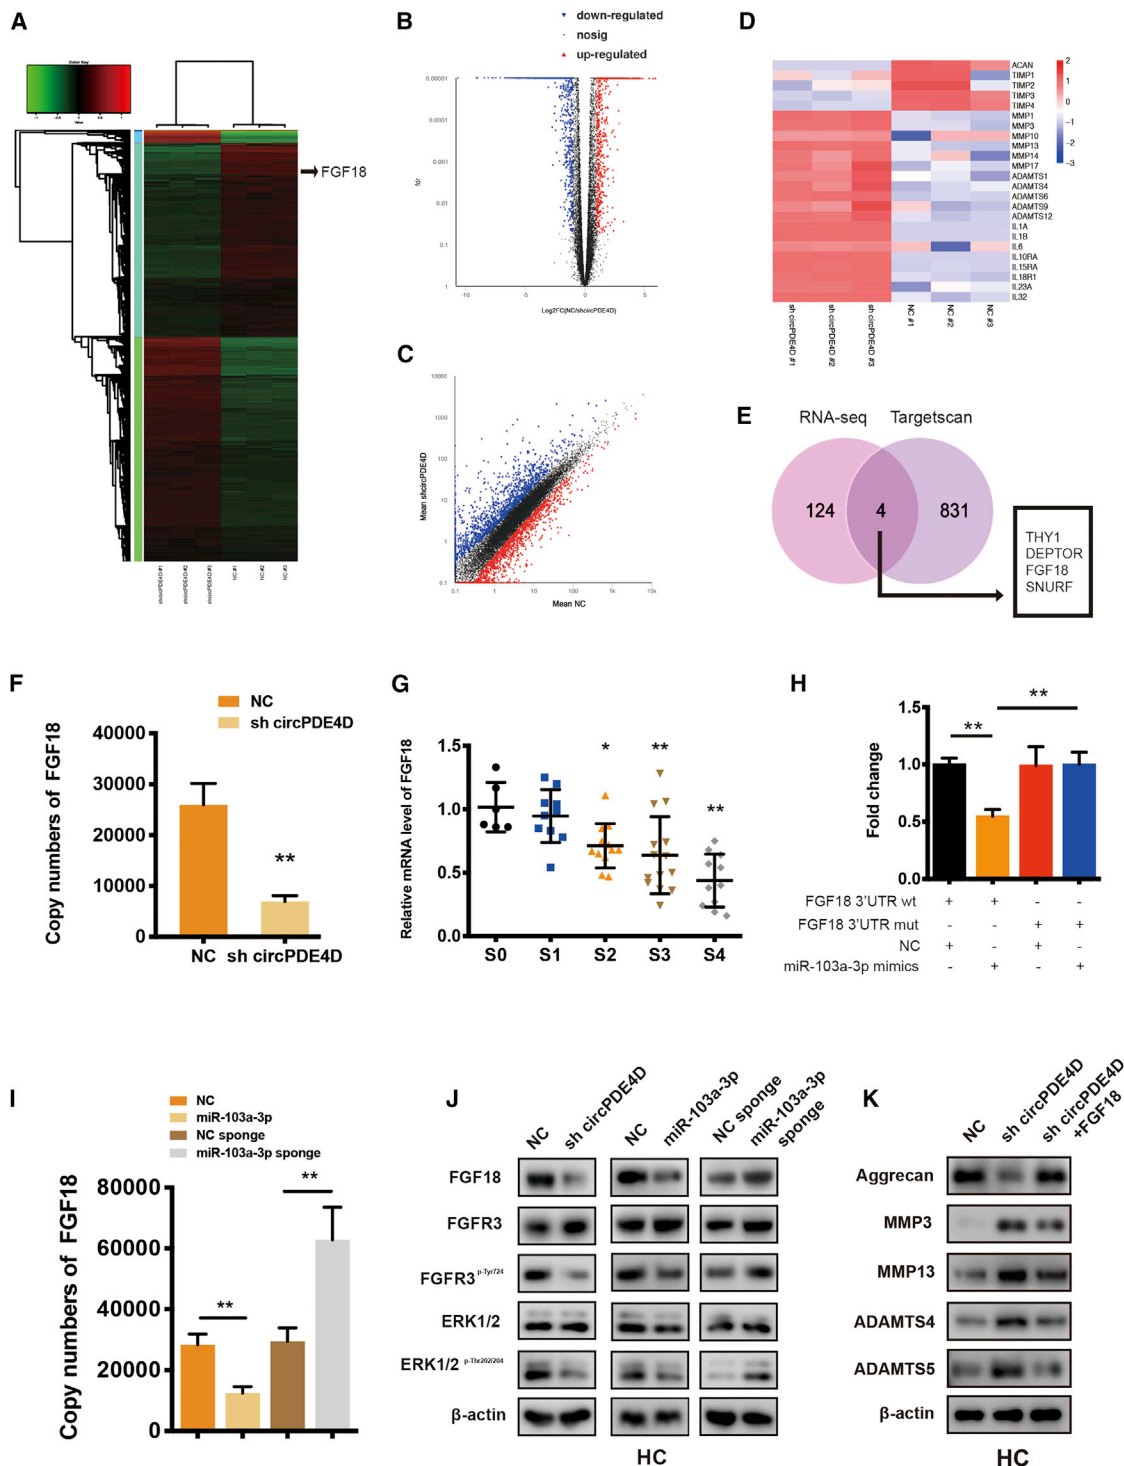 A
Color Key
Value
FGF18
shcircPDE4D #1
shcircPDE4D #2
shcircPDE4D #3
NC #1
NC #2
NC #3
B
down-regulated
nosig
up-regulated
0.00001
0.0001
0.001
0.01
0.1
1
fdr
-10
-5
0
5
Log2FC(NC/shcircPDE4D)
C
10000
1000
100
10
1
0.1
Mean shcircPDE4D
0.1
1
10
100
1k
10k
Mean NC
D
2
1
0
-1
-2
-3
ACAN
TIMP1
TIMP2
TIMP3
TIMP4
MMP1
MMP3
MMP10
MMP13
MMP14
MMP17
ADAMTS1
ADAMTS4
ADAMTS6
ADAMTS9
ADAMTS12
IL1A
IL1B
IL6
IL10RA
IL15RA
IL18R1
IL23A
IL32
sh circPDE4D #1
sh circPDE4D #2
sh circPDE4D #3
NC #1
NC #2
NC #3
E
RNA-seq Targetscan
124 4 831
THY1
DEPTOR
FGF18
SNURF
F
NC
sh circPDE4D
Copy numbers of FGF18
40000
30000
20000
10000
0
**
NC sh circPDE4D
G
Relative mRNA level of FGF18
1.5
1.0
0.5
0.0
* ** **
S0 S1 S2 S3 S4
H
Fold change
1.5
1.0
0.5
0.0
** **
FGF18 3'UTR wt + + - -
FGF18 3'UTR mut - - + +
NC + - + -
miR-103a-3p mimics - + - +
I
NC
miR-103a-3p
NC sponge
miR-103a-3p sponge
Copy numbers of FGF18
80000
60000
40000
20000
0
** **
J
NC
sh circPDE4D
NC
miR-103a-3p
NC sponge
miR-103a-3p
sponge
FGF18
FGFR3
FGFR3 p-Tyr724
ERK1/2
ERK1/2 p-Thr202/204
β-actin
HC
K
NC
sh circPDE4D
sh circPDE4D
+FGF18
Aggrecan
MMP3
MMP13
ADAMTS4
ADAMTS5
β-actin
HC